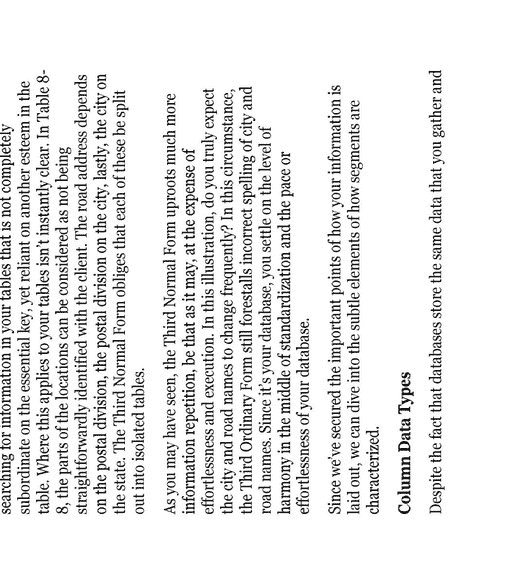 searching for information in your tables that is not completely
subordinate on the essential key, yet reliant on another esteem in the
table. Where this applies to your tables isn't instantly clear. In Table 8-
8, the parts of the locations can be considered as not being
straightforwardly identified with the client. The road address depends
on the postal division, the postal division on the city, lastly, the city on
the state. The Third Normal Form obliges that each of these be split
out into isolated tables.
As you may have seen, the Third Normal Form uproots much more
information repetition, be that as it may, at the expense of
effortlessness and execution. In this illustration, do you truly expect
the city and road names to change frequently? In this circumstance,
the Third Ordinary Form still forestalls incorrect spelling of city and
road names. Since it's your database, you settle on the level of
harmony in the middle of standardization and the pace or
effortlessness of your database.
Since we've secured the important points of how your information is
laid out, we can dive into the subtle elements of how segments are
characterized.
Column Data Types
Despite the fact that databases store the same data that you gather and